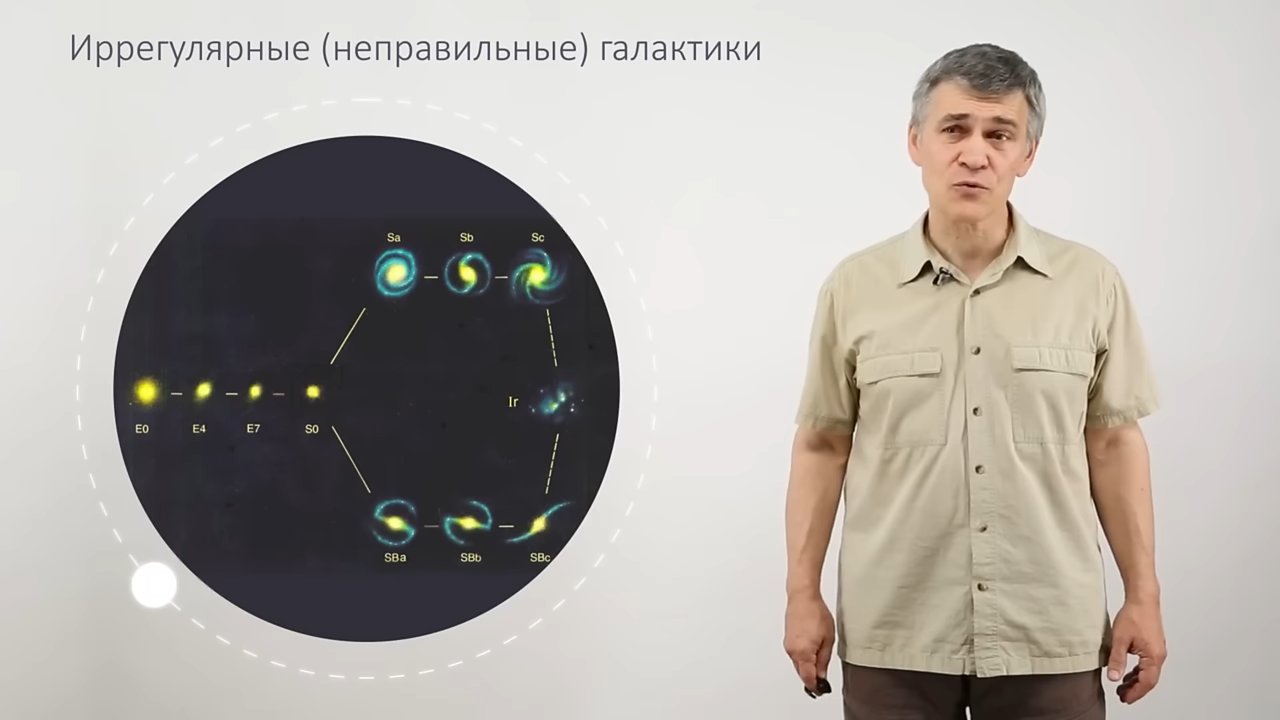 Иррегулярные (неправильные) галактики
Sa Sb Sc
Ir
E0 E4 E7 S0
SBa SBb SBc